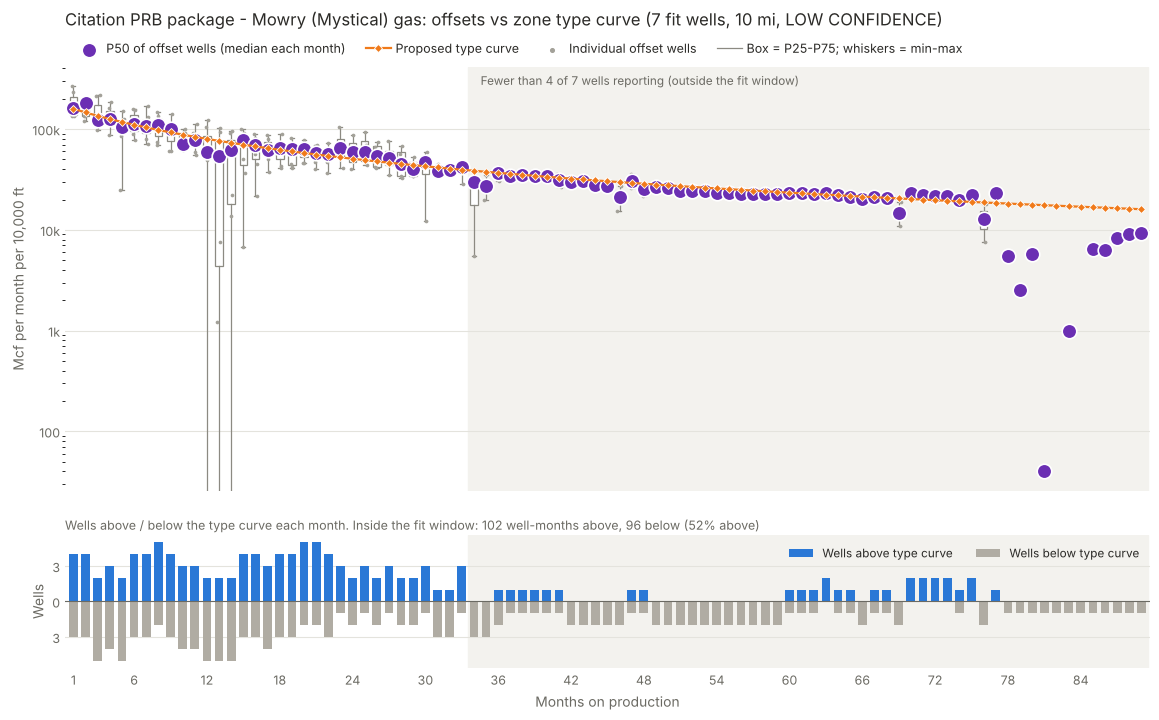 Citation PRB package - Mowry (Mystical) gas: offsets vs zone type curve (7 fit wells, 10 mi, LOW CONFIDENCE)
P50 of offset wells (median each month)
Proposed type curve
Individual offset wells
Box = P25-P75; whiskers = min-max
Fewer than 4 of 7 wells reporting (outside the fit window)
Mcf per month per 10,000 ft
100k
10k
1k
100
Wells above / below the type curve each month. Inside the fit window: 102 well-months above, 96 below (52% above)
Wells above type curve
Wells below type curve
Wells
3
0
3
1 6 12 18 24 30 36 42 48 54 60 66 72 78 84
Months on production